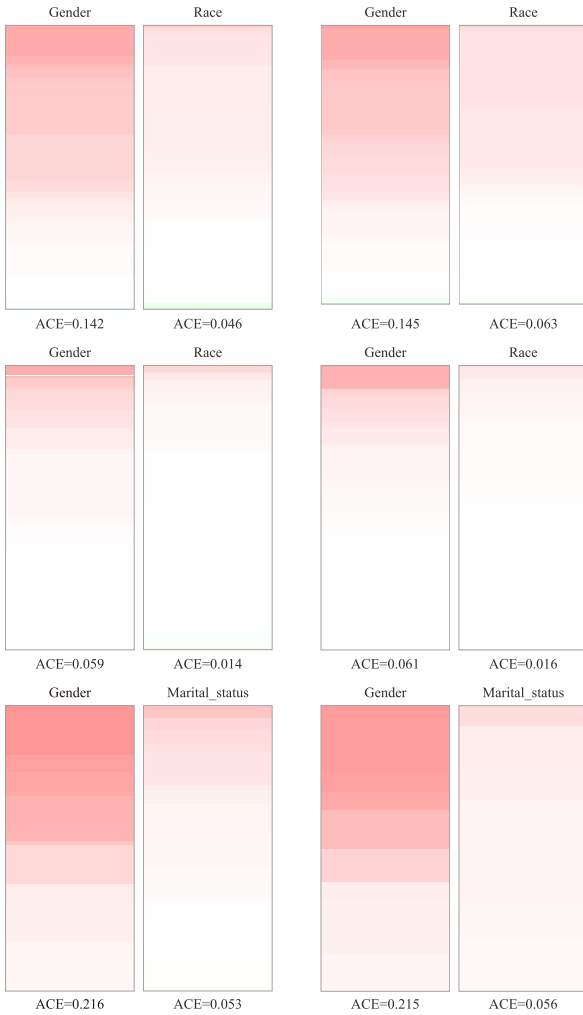 Gender Race Gender Race
ACE=0.142 ACE=0.046 ACE=0.145 ACE=0.063
Gender Race Gender Race
ACE=0.059 ACE=0.014 ACE=0.061 ACE=0.016
Gender Marital_status Gender Marital_status
ACE=0.216 ACE=0.053 ACE=0.215 ACE=0.056